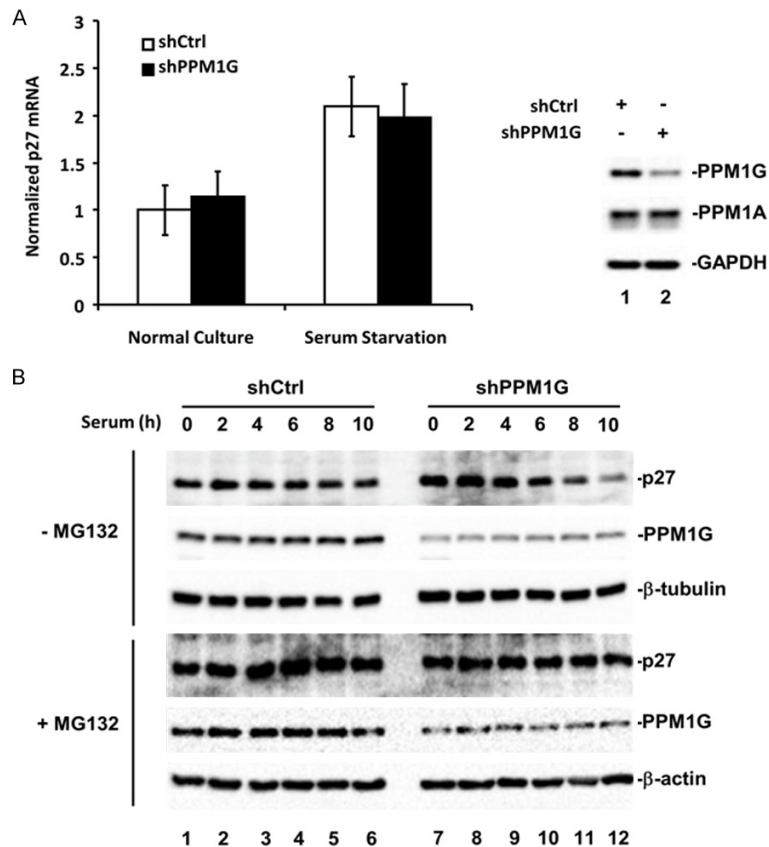 A
3
2.5
2
1.5
1
0.5
0
Normalized p27 mRNA
shCtrl
shPPM1G
Normal Culture Serum Starvation
shCtrl + -
shPPM1G - +
-PPM1G
-PPM1A
-GAPDH
1 2
B
shCtrl shPPM1G
Serum (h) 0 2 4 6 8 10 0 2 4 6 8 10
- MG132
-p27
-PPM1G
-β-tubulin
+ MG132
-p27
-PPM1G
-β-actin
1 2 3 4 5 6 7 8 9 10 11 12